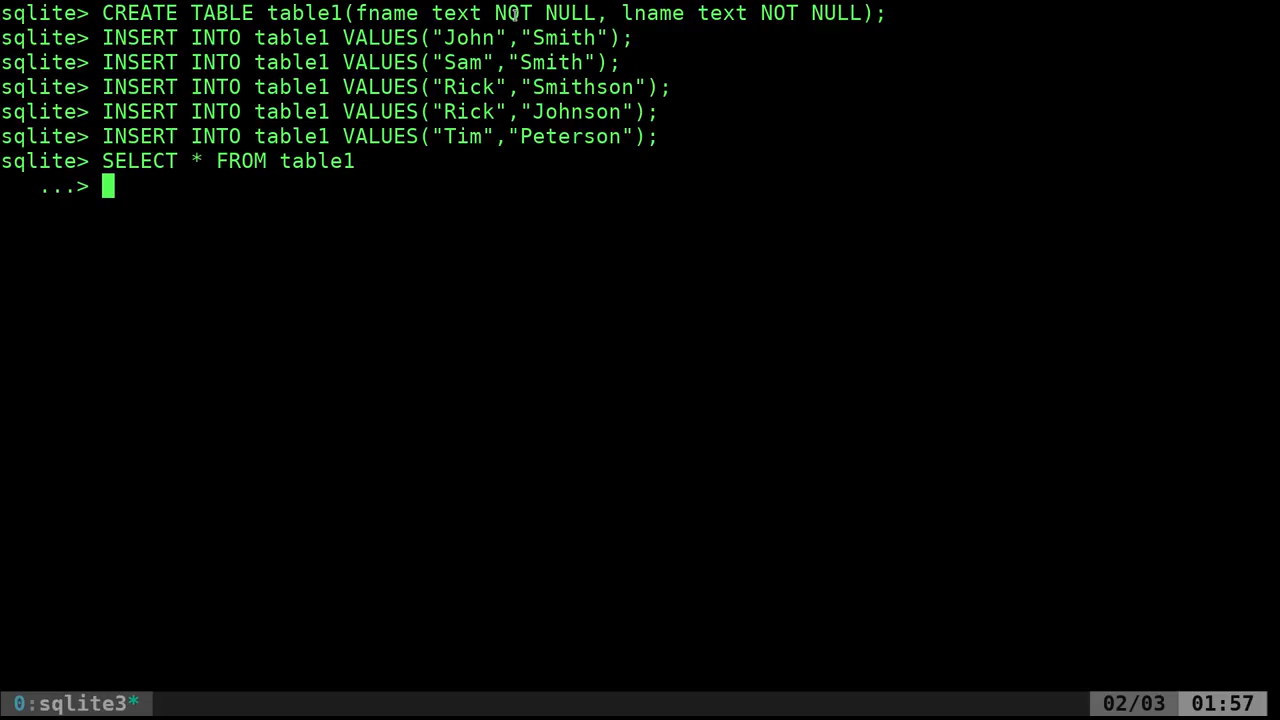 sqlite> CREATE TABLE table1(fname text NOT NULL, lname text NOT NULL);
sqlite> INSERT INTO table1 VALUES("John","Smith");
sqlite> INSERT INTO table1 VALUES("Sam","Smith");
sqlite> INSERT INTO table1 VALUES("Rick","Smithson");
sqlite> INSERT INTO table1 VALUES("Rick","Johnson");
sqlite> INSERT INTO table1 VALUES("Tim","Peterson");
sqlite> SELECT * FROM table1
   ...>
0:sqlite3* 02/03 01:57